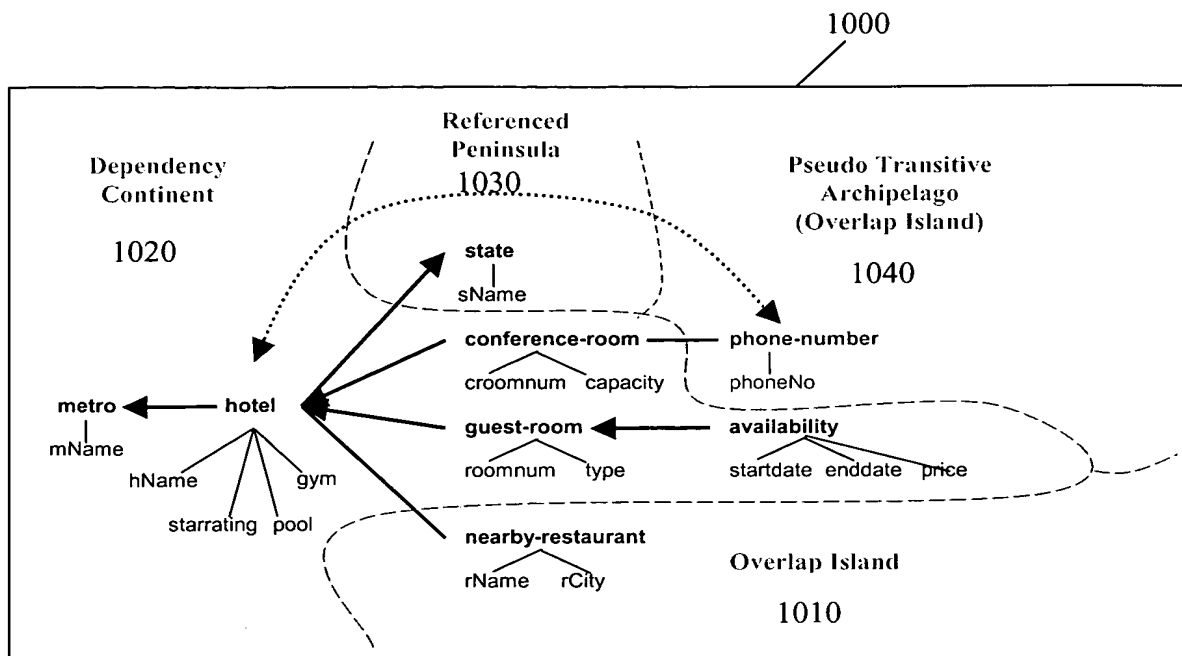 1000
Dependency
Continent
1020
Referenced
Peninsula
1030
Pseudo Transitive
Archipelago
(Overlap Island)
1040
state
sName
conference-room
croomnum capacity
phone-number
phoneNo
metro
mName
hotel
hName
starrating
pool
gym
guest-room
roomnum type
availability
startdate enddate price
nearby-restaurant
rName rCity
Overlap Island
1010